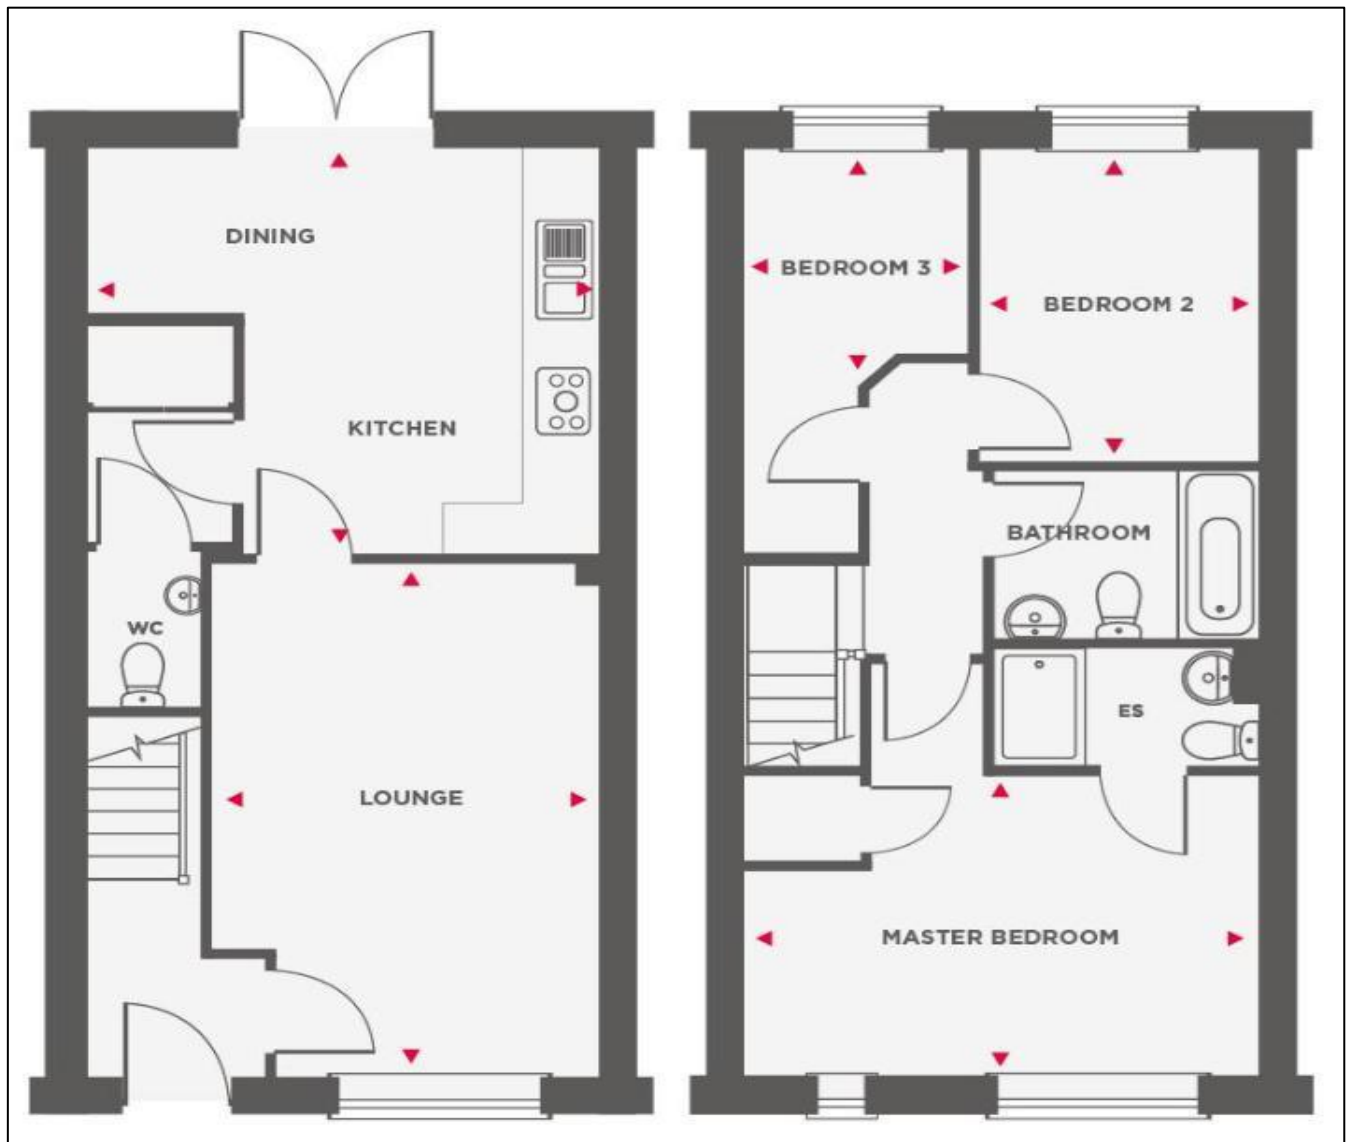 DINING
KITCHEN
WC
LOUNGE
BEDROOM 3
BEDROOM 2
BATHROOM
ES
MASTER BEDROOM